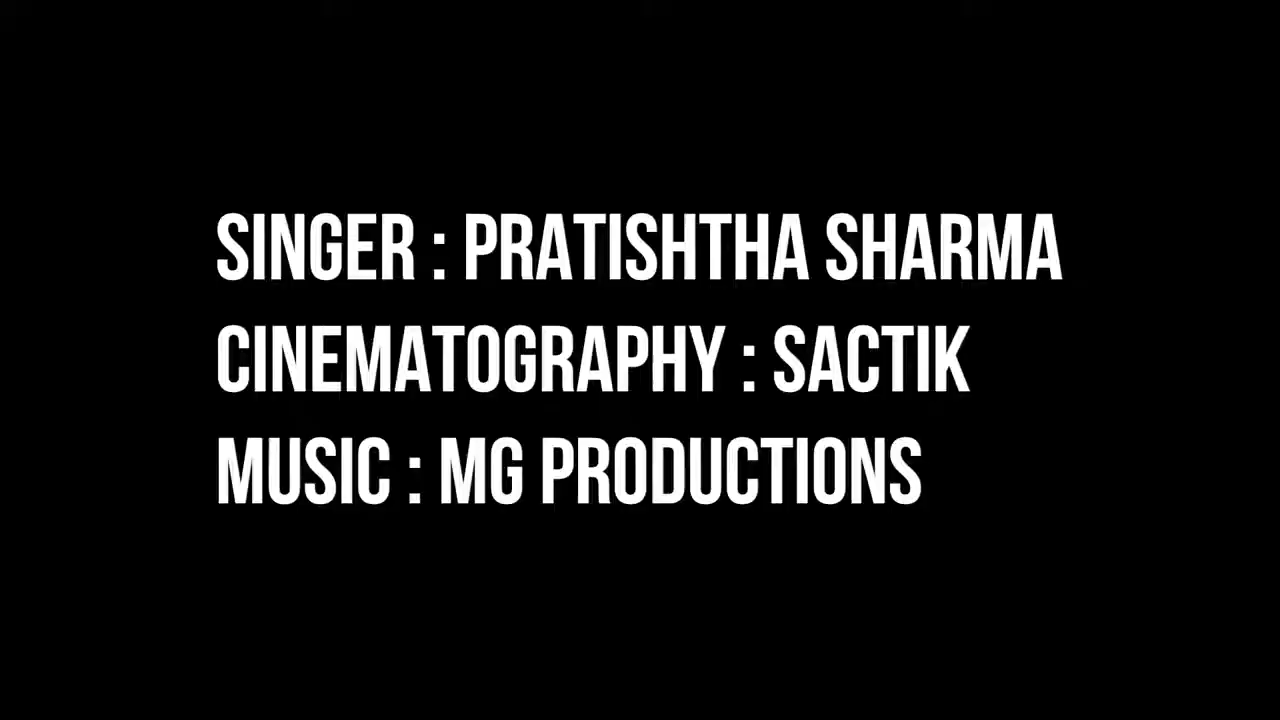 SINGER : PRATISHTHA SHARMA
CINEMATOGRAPHY : SACTIK
MUSIC : MG PRODUCTIONS